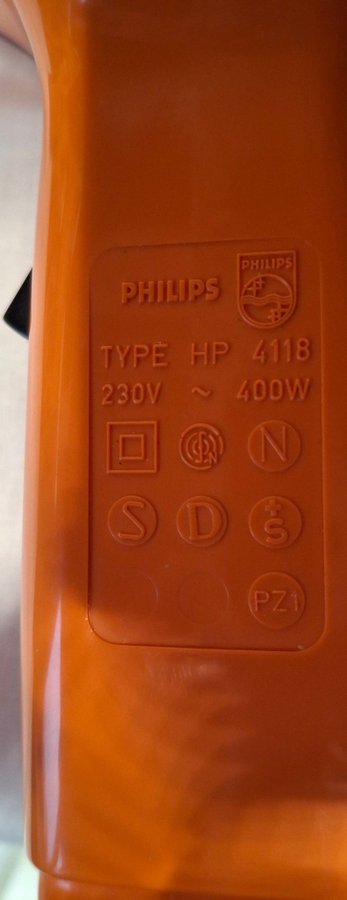 PHILIPS
PHILIPS
TYPE HP 4118
230V ~ 400W
N
S D +S
PZ1